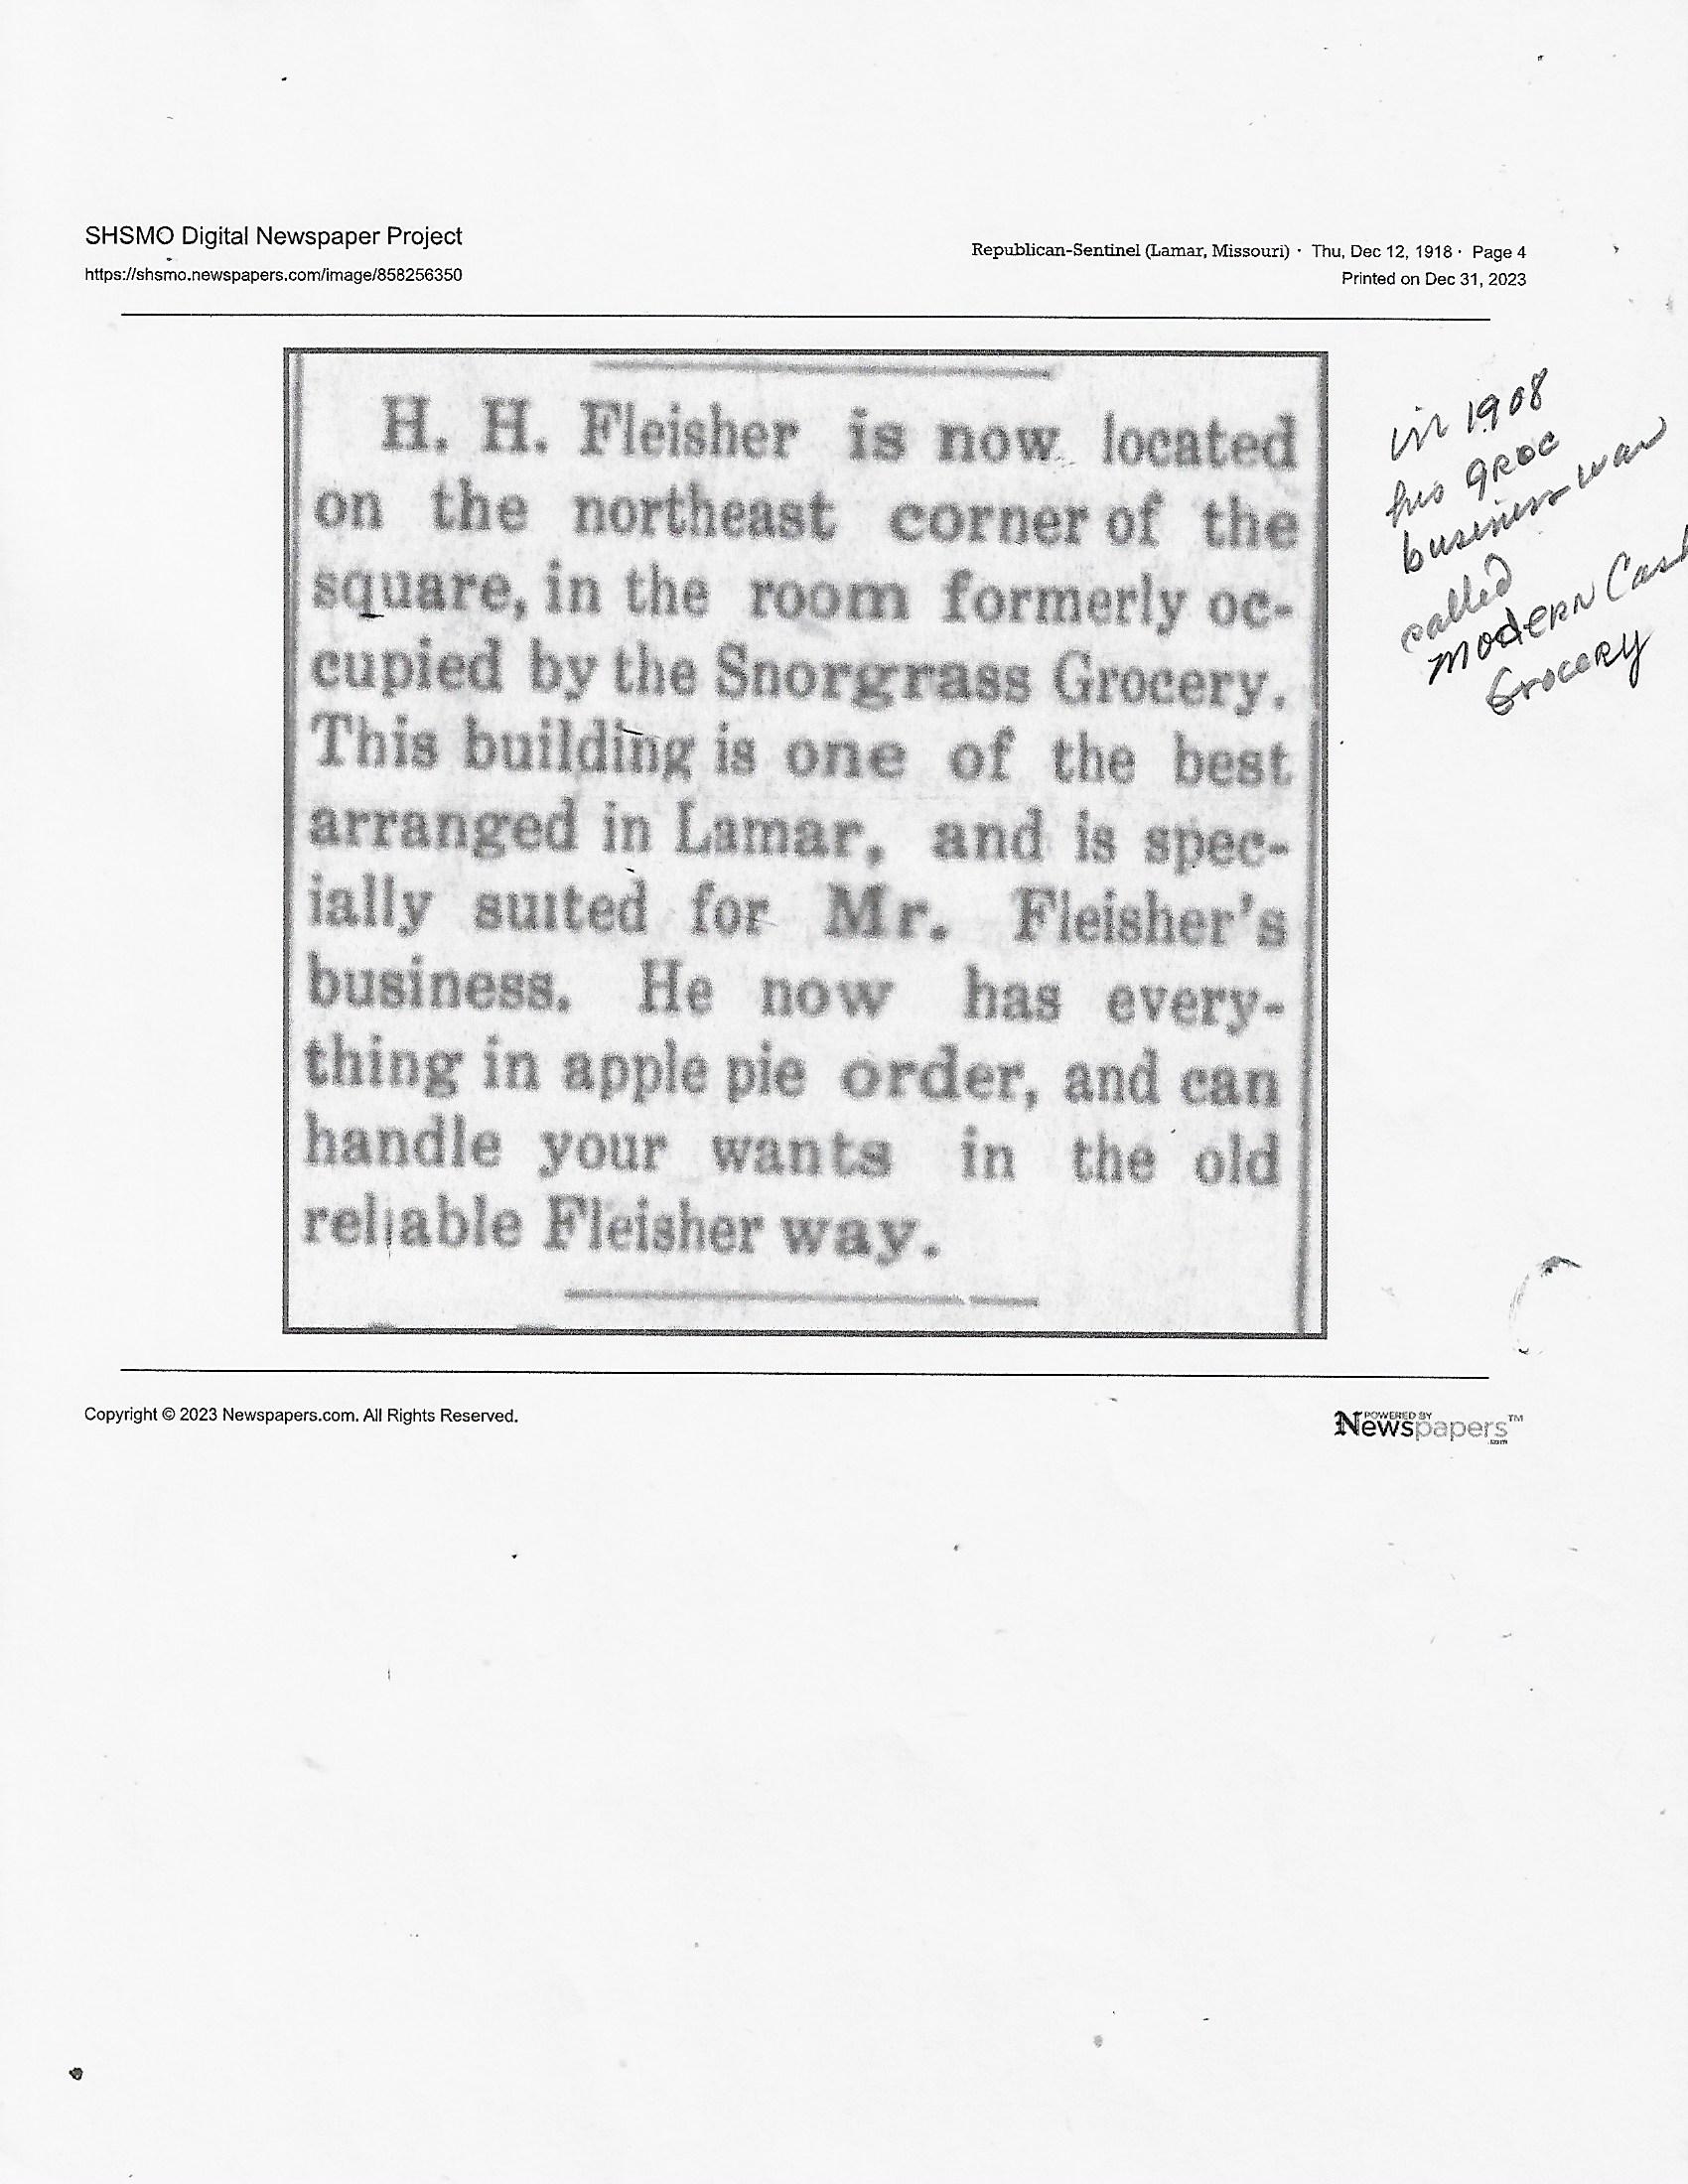 SHSMO Digital Newspaper Project
https://shsmo.newspapers.com/image/858256350
Republican-Sentinel (Lamar, Missouri) · Thu, Dec 12, 1918 · Page 4
Printed on Dec 31, 2023
H. H. Fleisher is now located
on the northeast corner of the
square, in the room formerly oc-
cupied by the Snorgrass Grocery.
This building is one of the best
arranged in Lamar, and is spec-
ially suited for Mr. Fleisher's
business. He now has every-
thing in apple pie order, and can
handle your wants in the old
reliable Fleisher way.
in 1908
his groc
business was
called
Modern Cash
Grocery
Copyright © 2023 Newspapers.com. All Rights Reserved.
POWERED BY
Newspapers™
.com